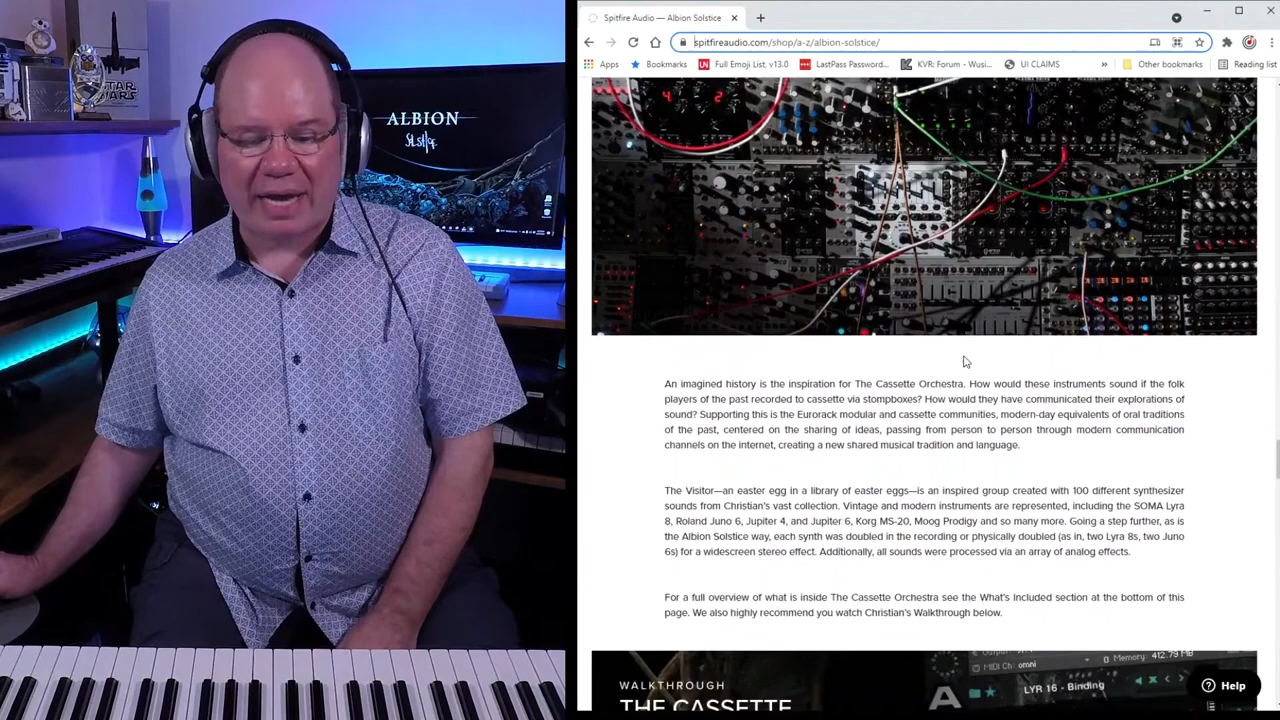 STAR
WARS
ALBION
Spitfire Audio — Albion Solstice
spitfireaudio.com/shop/a-z/albion-solstice/
Apps
Bookmarks
Full Emoji List, v13.0
LastPass Password...
KVR: Forum - Wusi...
UI CLAIMS
»
Other bookmarks
Reading list
4 2
An imagined history is the inspiration for The Cassette Orchestra. How would these instruments sound if the folk
players of the past recorded to cassette via stompboxes? How would they have communicated their explorations of
sound? Supporting this is the Eurorack modular and cassette communities, modern-day equivalents of oral traditions
of the past, centered on the sharing of ideas, passing from person to person through modern communication
channels on the internet, creating a new shared musical tradition and language.
The Visitor—an easter egg in a library of easter eggs—is an inspired group created with 100 different synthesizer
sounds from Christian's vast collection. Vintage and modern instruments are represented, including the SOMA Lyra
8, Roland Juno 6, Jupiter 4, and Jupiter 6, Korg MS-20, Moog Prodigy and so many more. Going a step further, as is
the Albion Solstice way, each synth was doubled in the recording or physically doubled (as in, two Lyra 8s, two Juno
6s) for a widescreen stereo effect. Additionally, all sounds were processed via an array of analog effects.
For a full overview of what is inside The Cassette Orchestra see the What's Included section at the bottom of this
page. We also highly recommend you watch Christian's Walkthrough below.
WALKTHROUGH
THE CASSETTE
MIDI Ch: omni
Memory: 412.79 MB
A
LYR 16 - Binding
Help